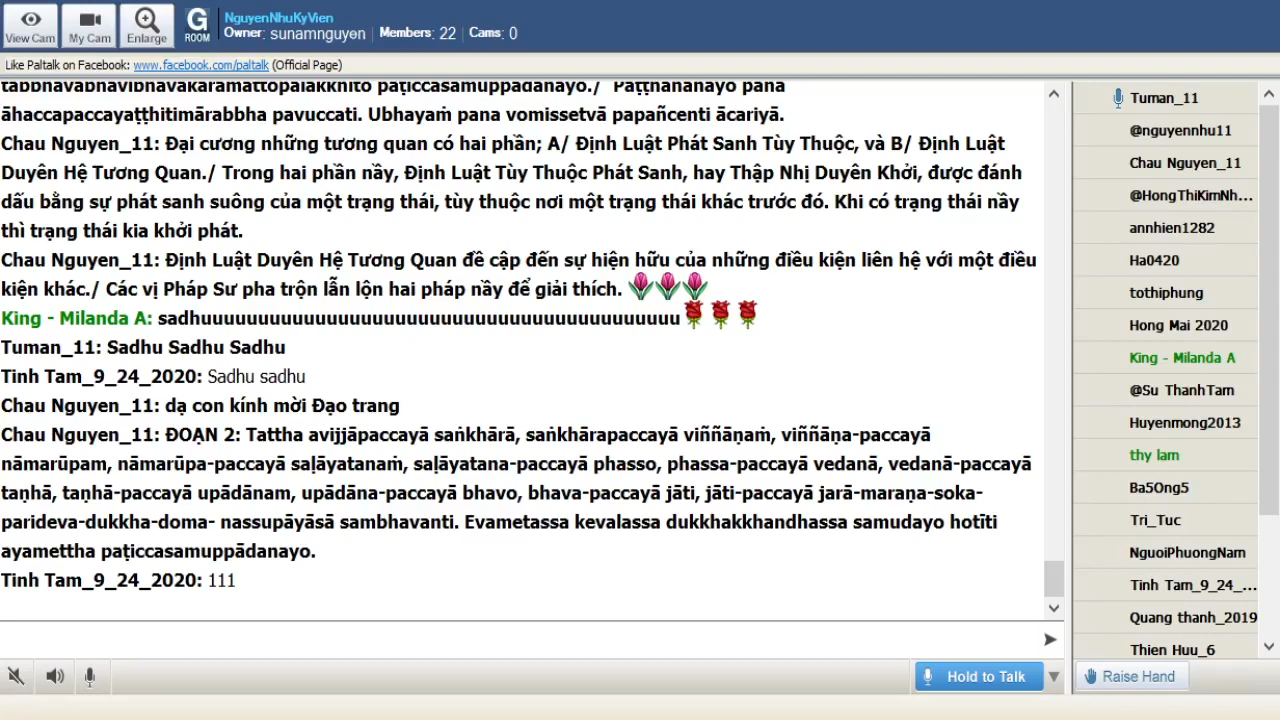 View Cam
My Cam
Enlarge
G
ROOM
NguyenNhuKyVien
Owner: sunamnguyen | Members: 22 | Cams: 0
Like Paltalk on Facebook: www.facebook.com/paltalk (Official Page)
tabbhāvabhāvībhāvākāramattopalakkhito paṭiccasamuppādanayo./ Paṭṭhānanayo pana
āhaccapaccayaṭṭhitimārabbha pavuccati. Ubhayaṁ pana vomissetvā papañcenti ācariyā.
Chau Nguyen_11: Đại cương những tương quan có hai phần; A/ Định Luật Phát Sanh Tùy Thuộc, và B/ Định Luật
Duyên Hệ Tương Quan./ Trong hai phần nầy, Định Luật Tùy Thuộc Phát Sanh, hay Thập Nhị Duyên Khởi, được đánh
dấu bằng sự phát sanh suông của một trạng thái, tùy thuộc nơi một trạng thái khác trước đó. Khi có trạng thái nầy
thì trạng thái kia khởi phát.
Chau Nguyen_11: Định Luật Duyên Hệ Tương Quan đề cập đến sự hiện hữu của những điều kiện liên hệ với một điều
kiện khác./ Các vị Pháp Sư pha trộn lẫn lộn hai pháp nầy để giải thích.
King - Milanda A: sadhuuuuuuuuuuuuuuuuuuuuuuuuuuuuuuuuuuuuuuuuuu
Tuman_11: Sadhu Sadhu Sadhu
Tinh Tam_9_24_2020: Sadhu sadhu
Chau Nguyen_11: dạ con kính mời Đạo trang
Chau Nguyen_11: ĐOẠN 2: Tattha avijjāpaccayā saṅkhārā, saṅkhārapaccayā viññāṇaṁ, viññāṇa-paccayā
nāmarūpam, nāmarūpa-paccayā saḷāyatanaṁ, saḷāyatana-paccayā phasso, phassa-paccayā vedanā, vedanā-paccayā
taṇhā, taṇhā-paccayā upādānam, upādāna-paccayā bhavo, bhava-paccayā jāti, jāti-paccayā jarā-maraṇa-soka-
parideva-dukkha-doma- nassupāyāsā sambhavanti. Evametassa kevalassa dukkhakkhandhassa samudayo hotīti
ayamettha paṭiccasamuppādanayo.
Tinh Tam_9_24_2020: 111
Hold to Talk
Tuman_11
@nguyennhu11
Chau Nguyen_11
@HongThiKimNh...
annhien1282
Ha0420
tothiphung
Hong Mai 2020
King - Milanda A
@Su ThanhTam
Huyenmong2013
thy lam
Ba5Ong5
Tri_Tuc
NguoiPhuongNam
Tinh Tam_9_24_...
Quang thanh_2019
Thien Huu_6
Raise Hand